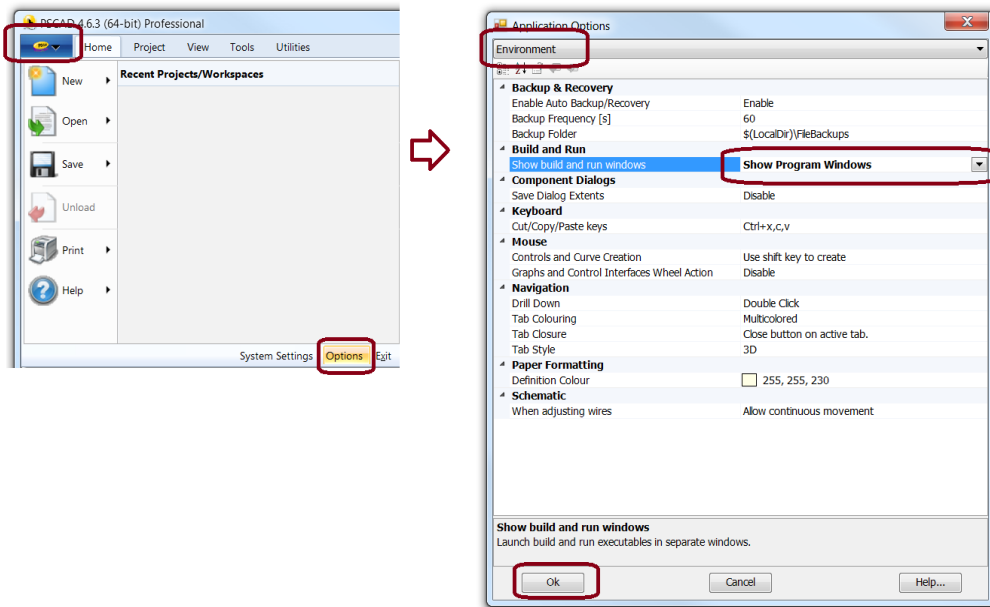 PSCAD 4.6.3 (64-bit) Professional
Home Project View Tools Utilities
New
Recent Projects/Workspaces
Open
Save
Unload
Print
Help
System Settings Options Exit
Application Options
Environment
Backup & Recovery
Enable Auto Backup/Recovery Enable
Backup Frequency [s] 60
Backup Folder $(LocalDir)\FileBackups
Build and Run
Show build and run windows Show Program Windows
Component Dialogs
Save Dialog Extents Disable
Keyboard
Cut/Copy/Paste keys Ctrl+x,c,v
Mouse
Controls and Curve Creation Use shift key to create
Graphs and Control Interfaces Wheel Action Disable
Navigation
Drill Down Double Click
Tab Colouring Multicolored
Tab Closure Close button on active tab.
Tab Style 3D
Paper Formatting
Definition Colour 255, 255, 230
Schematic
When adjusting wires Allow continuous movement
Show build and run windows
Launch build and run executables in separate windows.
Ok Cancel Help...